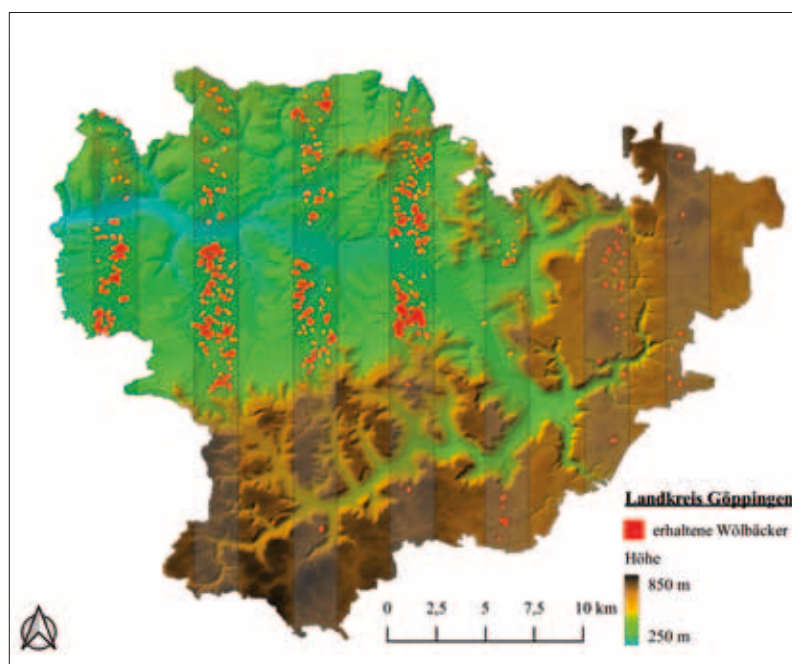 Landkreis Göppingen
erhaltene Wölbäcker
Höhe
850 m
250 m
0 2,5 5 7,5 10 km